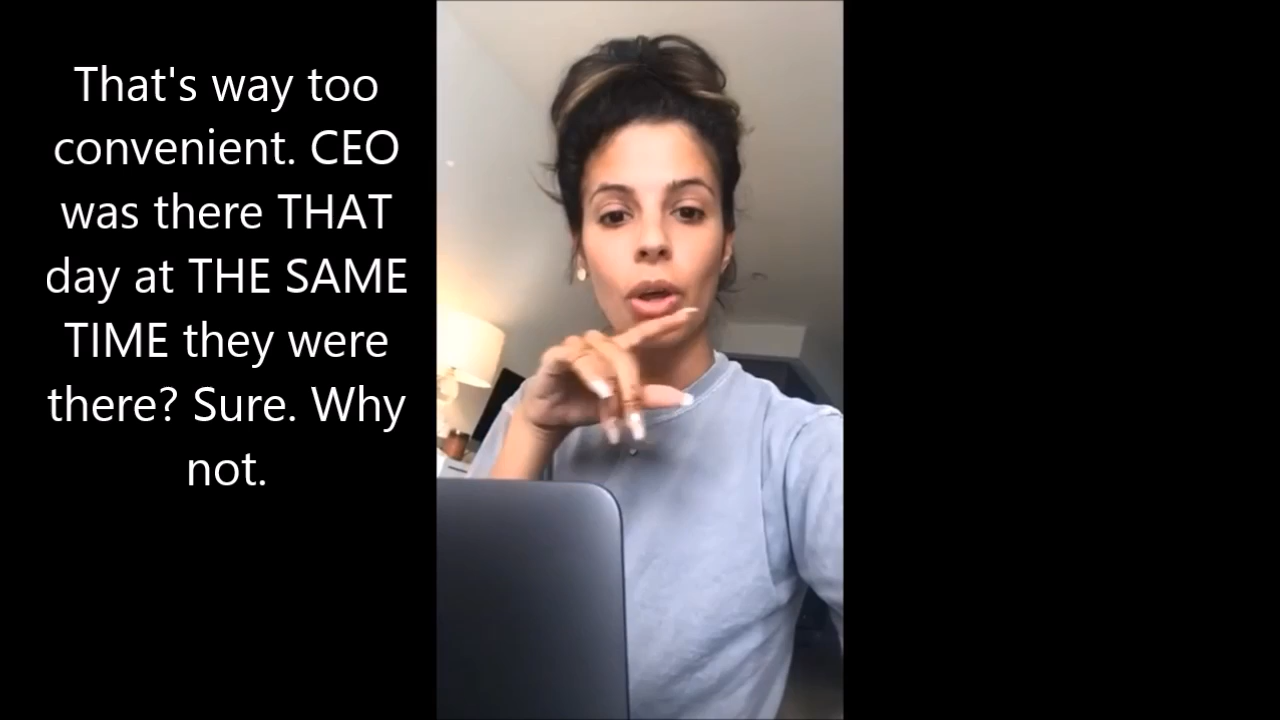 That's way too
convenient. CEO
was there THAT
day at THE SAME
TIME they were
there? Sure. Why
not.